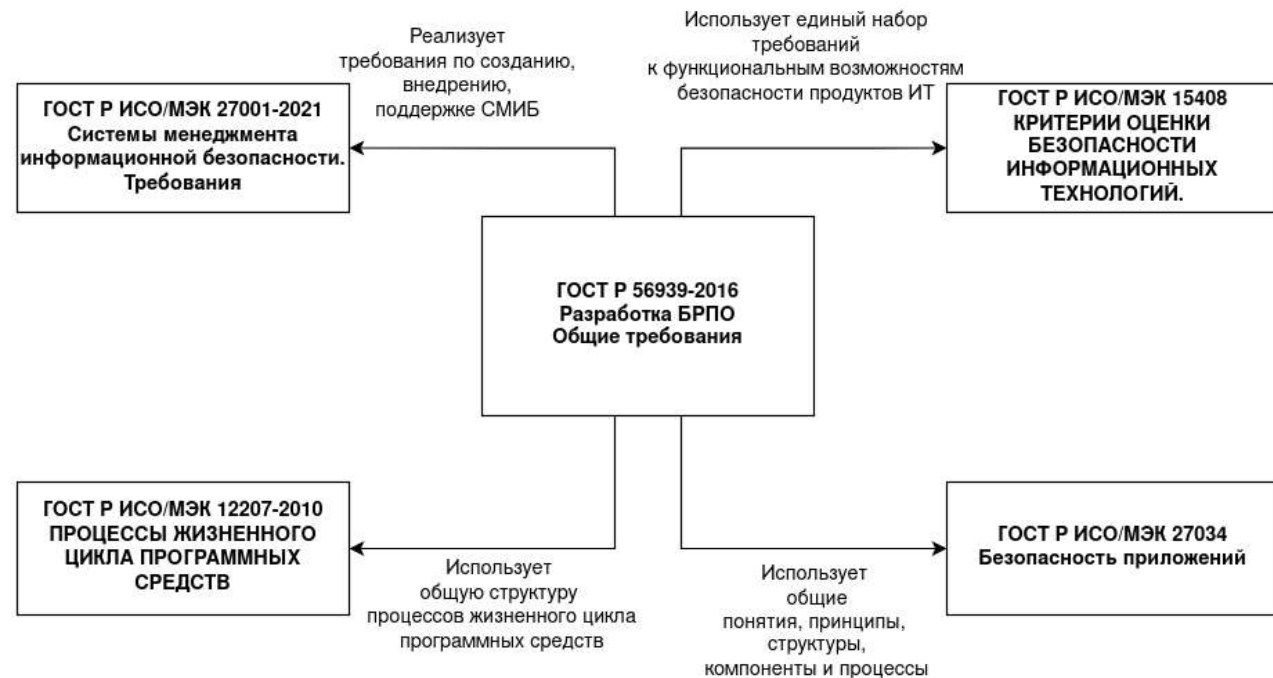 Реализует
требования по созданию,
внедрению,
поддержке СМИБ
Использует единый набор
требований
к функциональным возможностям
безопасности продуктов ИТ
ГОСТ Р ИСО/МЭК 27001-2021
Системы менеджмента
информационной безопасности.
Требования
ГОСТ Р ИСО/МЭК 15408
КРИТЕРИИ ОЦЕНКИ
БЕЗОПАСНОСТИ
ИНФОРМАЦИОННЫХ
ТЕХНОЛОГИЙ.
ГОСТ Р 56939-2016
Разработка БРПО
Общие требования
ГОСТ Р ИСО/МЭК 12207-2010
ПРОЦЕССЫ ЖИЗНЕННОГО
ЦИКЛА ПРОГРАММНЫХ
СРЕДСТВ
ГОСТ Р ИСО/МЭК 27034
Безопасность приложений
Использует
общую структуру
процессов жизненного цикла
программных средств
Использует
общие
понятия, принципы,
структуры,
компоненты и процессы